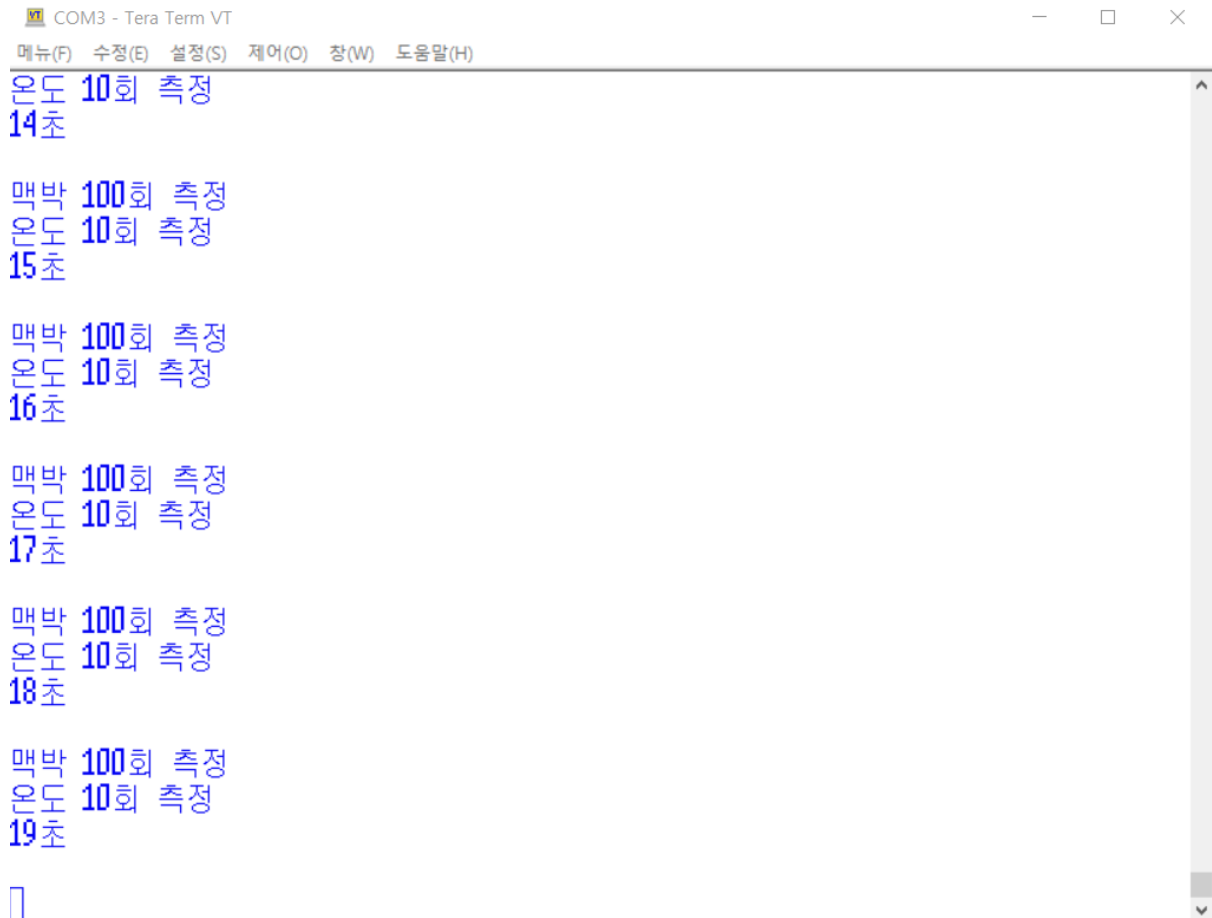 COM3 - Tera Term VT
메뉴(F) 수정(E) 설정(S) 제어(O) 창(W) 도움말(H)
온도 10회 측정
14초
맥박 100회 측정
온도 10회 측정
15초
맥박 100회 측정
온도 10회 측정
16초
맥박 100회 측정
온도 10회 측정
17초
맥박 100회 측정
온도 10회 측정
18초
맥박 100회 측정
온도 10회 측정
19초